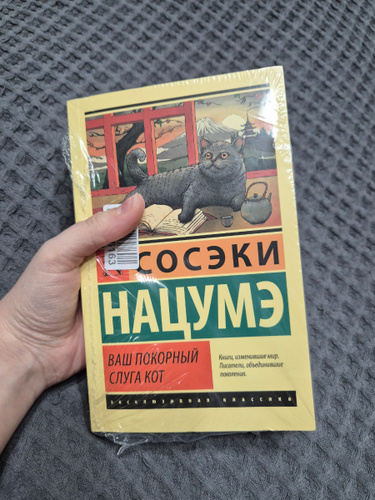 СОСЭКИ
НАЦУМЭ
ВАШ ПОКОРНЫЙ
СЛУГА КОТ
Книги, изменившие мир.
Писатели, объединившие
поколения.
ЭКСКЛЮЗИВНАЯ КЛАССИКА